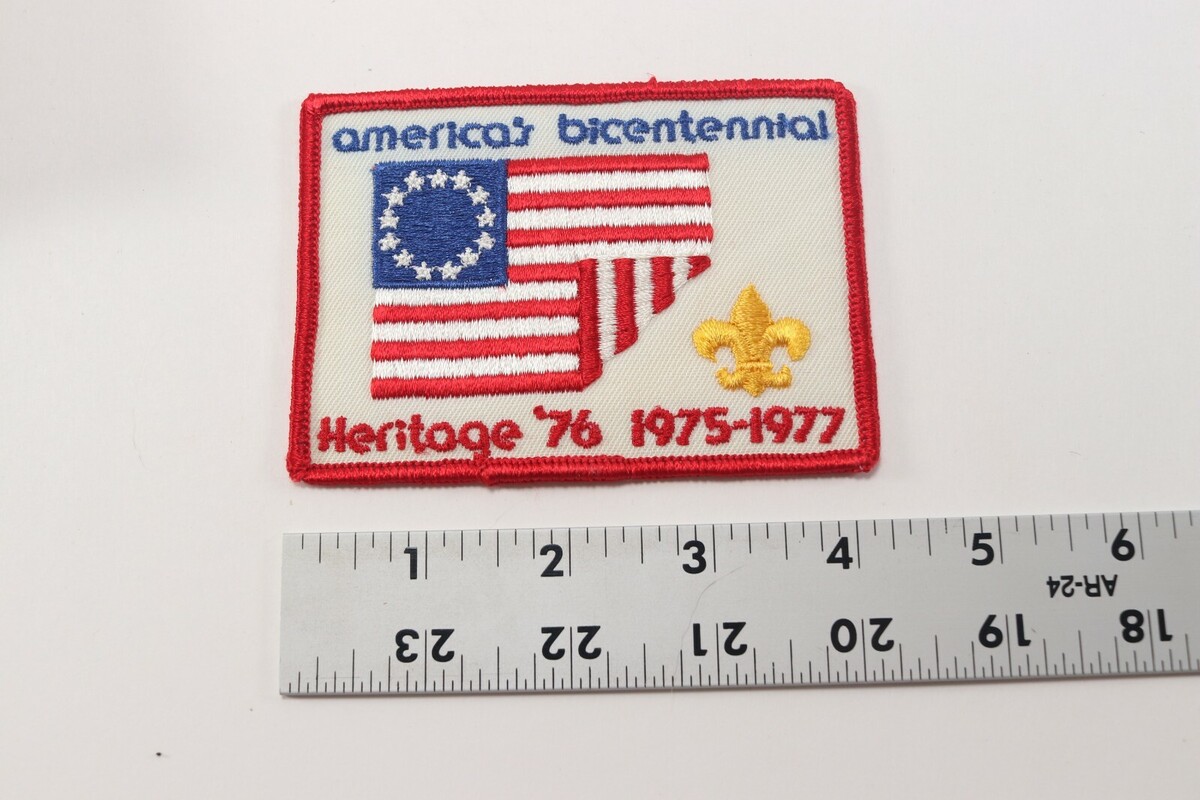 america's bicentennial
Heritage '76 1975-1977
1 2 3 4 5 6
AR-24
23 22 21 20 19 18